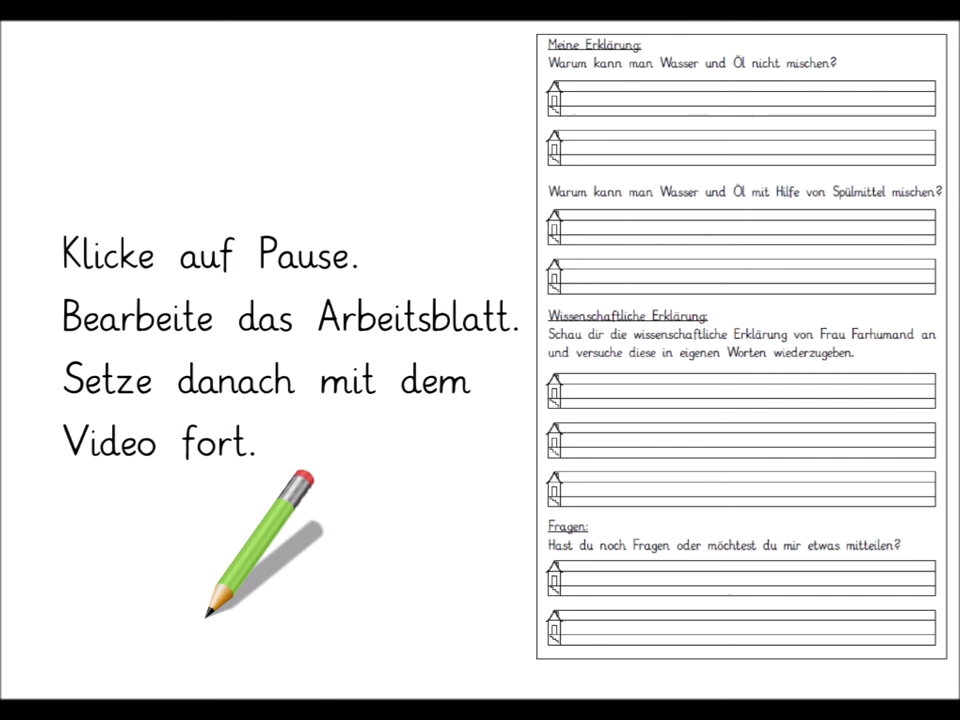 Klicke auf Pause.
Bearbeite das Arbeitsblatt.
Setze danach mit dem
Video fort.
Meine Erklärung:
Warum kann man Wasser und Öl nicht mischen?
Warum kann man Wasser und Öl mit Hilfe von Spülmittel mischen?
Wissenschaftliche Erklärung:
Schau dir die wissenschaftliche Erklärung von Frau Farhumand an
und versuche diese in eigenen Worten wiederzugeben.
Fragen:
Hast du noch Fragen oder möchtest du mir etwas mitteilen?